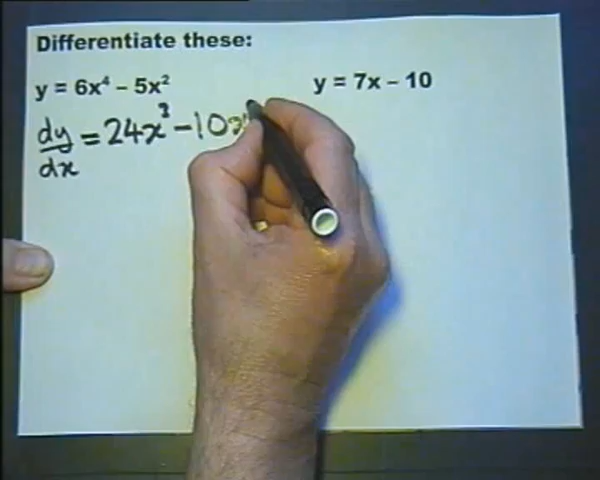 Differentiate these:
y = 6x⁴ – 5x²
y = 7x – 10
dy/dx = 24x³ – 10x